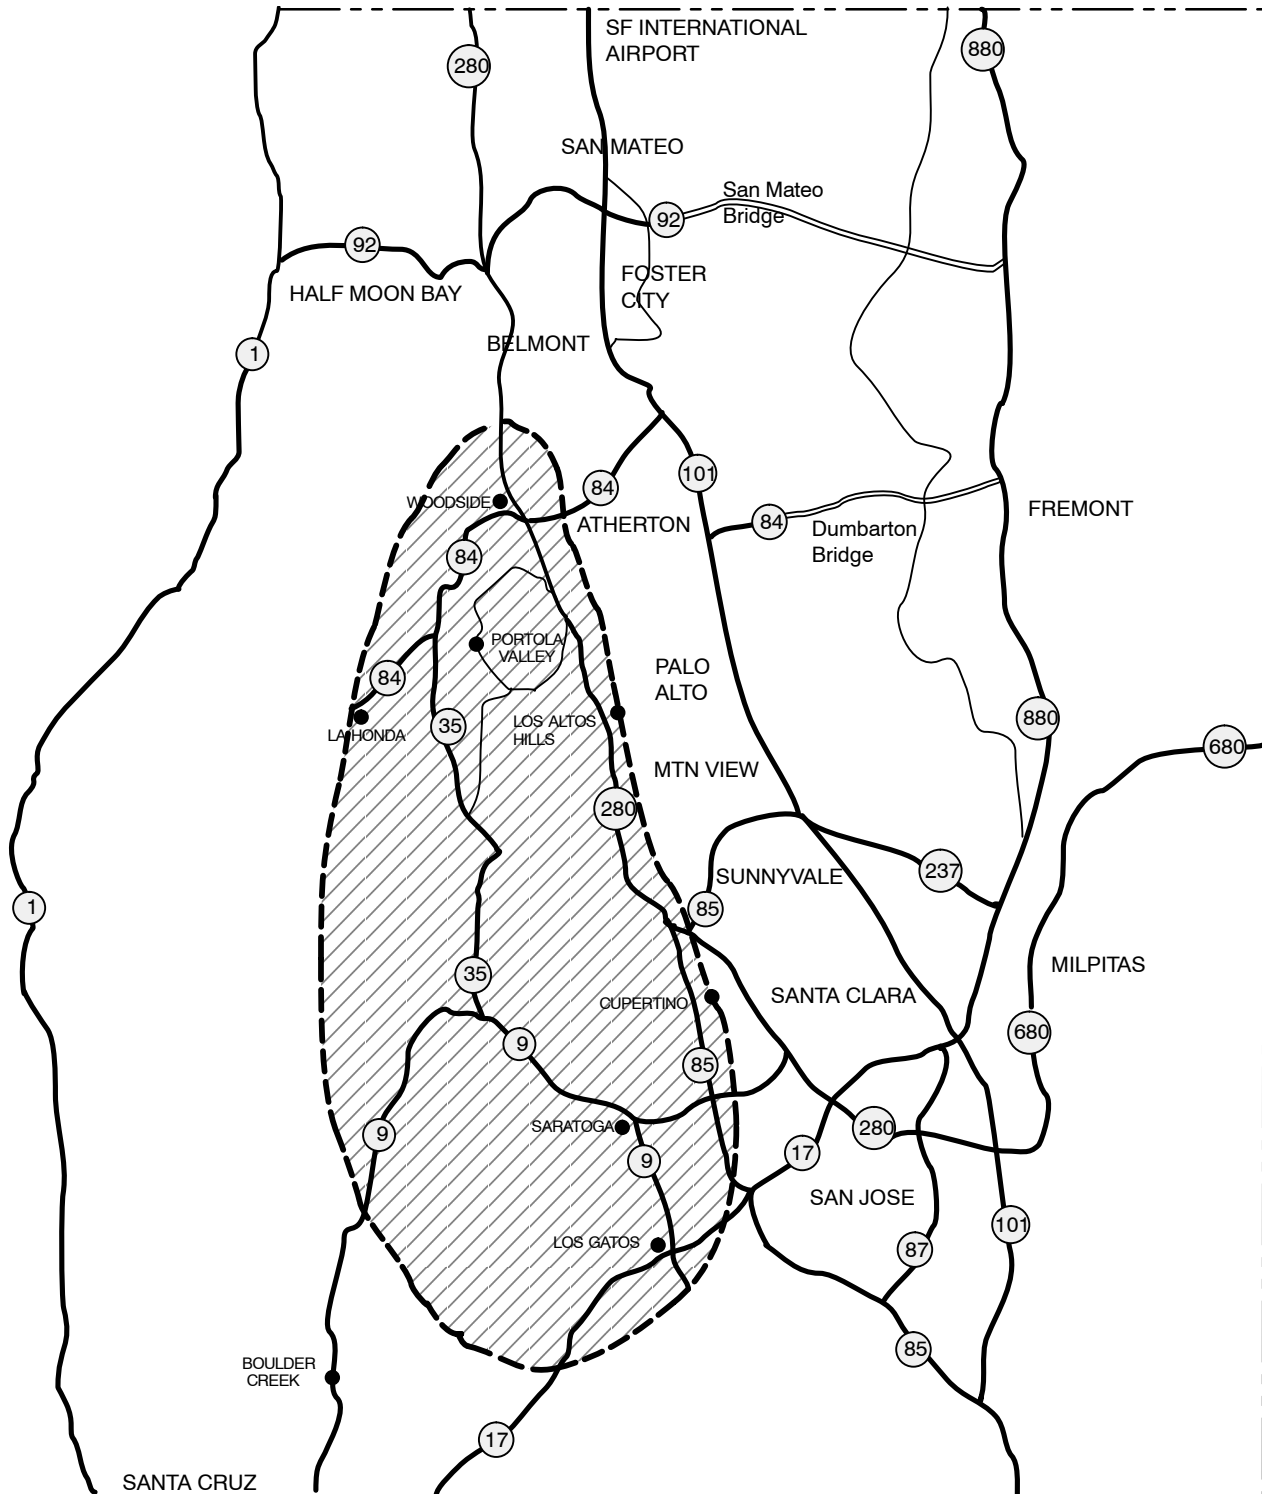 SF INTERNATIONAL
AIRPORT
880
280
SAN MATEO
San Mateo
Bridge
92
92
FOSTER
CITY
HALF MOON BAY
BELMONT
1
101
84
WOODSIDE
ATHERTON
84
Dumbarton
Bridge
FREMONT
84
PORTOLA
VALLEY
PALO
ALTO
84
LA HONDA
35
LOS ALTOS
HILLS
880
680
MTN VIEW
280
SUNNYVALE
237
1
85
MILPITAS
35
CUPERTINO
SANTA CLARA
680
9
85
9
SARATOGA
280
9
17
SAN JOSE
101
LOS GATOS
87
85
BOULDER
CREEK
17
SANTA CRUZ